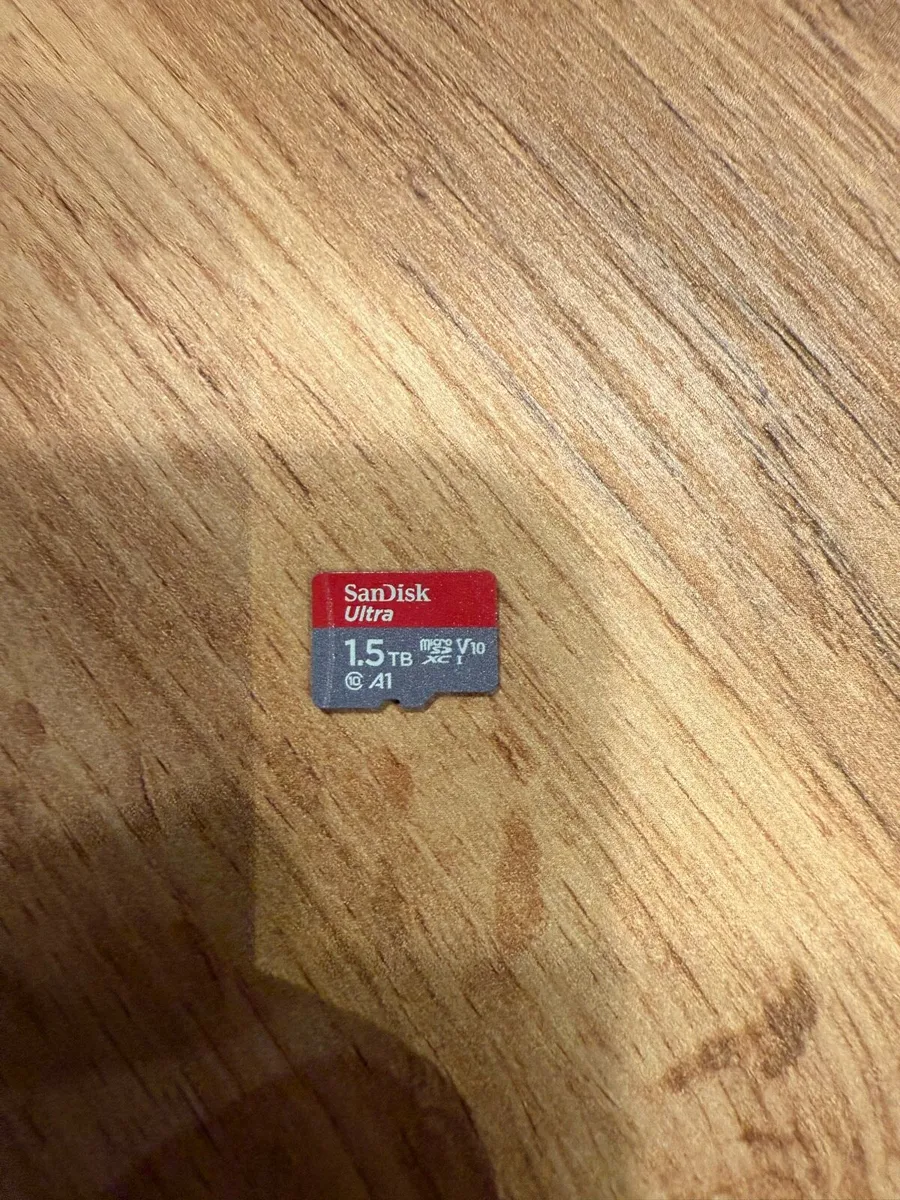 SanDisk
Ultra
1.5TB micro SD XC I V10
10 A1